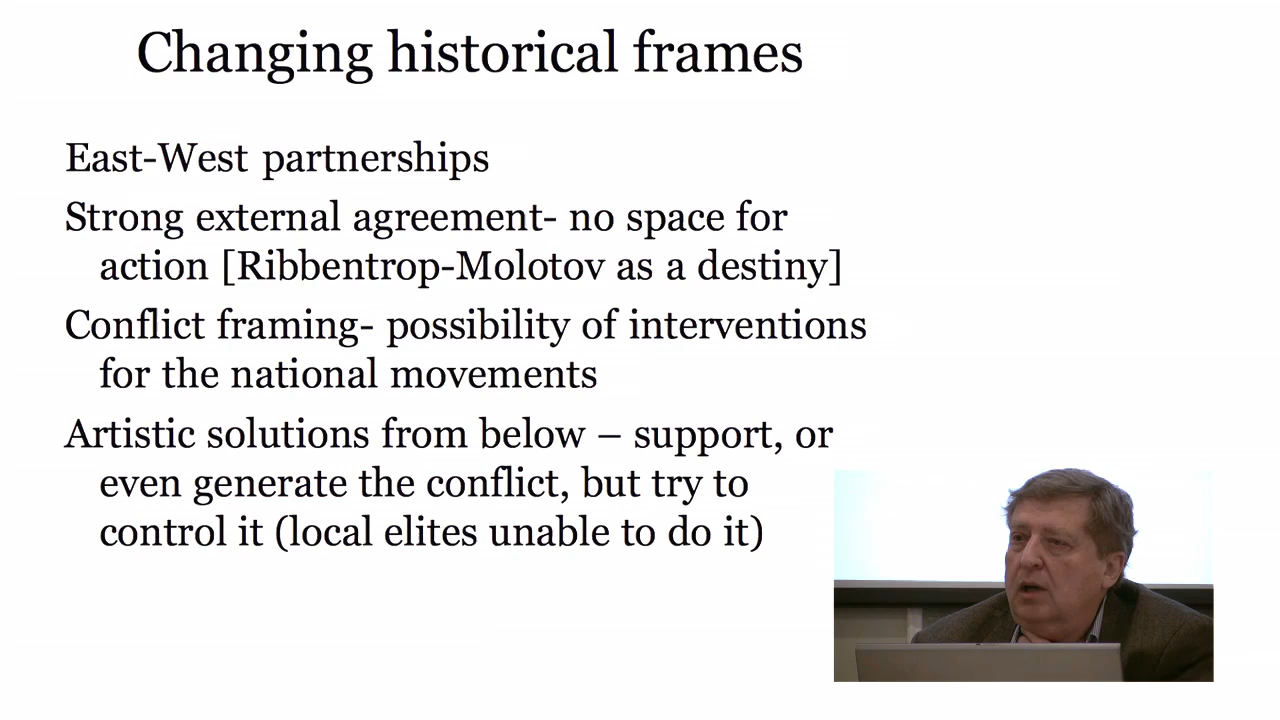 Changing historical frames
East-West partnerships
Strong external agreement- no space for
action [Ribbentrop-Molotov as a destiny]
Conflict framing- possibility of interventions
for the national movements
Artistic solutions from below – support, or
even generate the conflict, but try to
control it (local elites unable to do it)